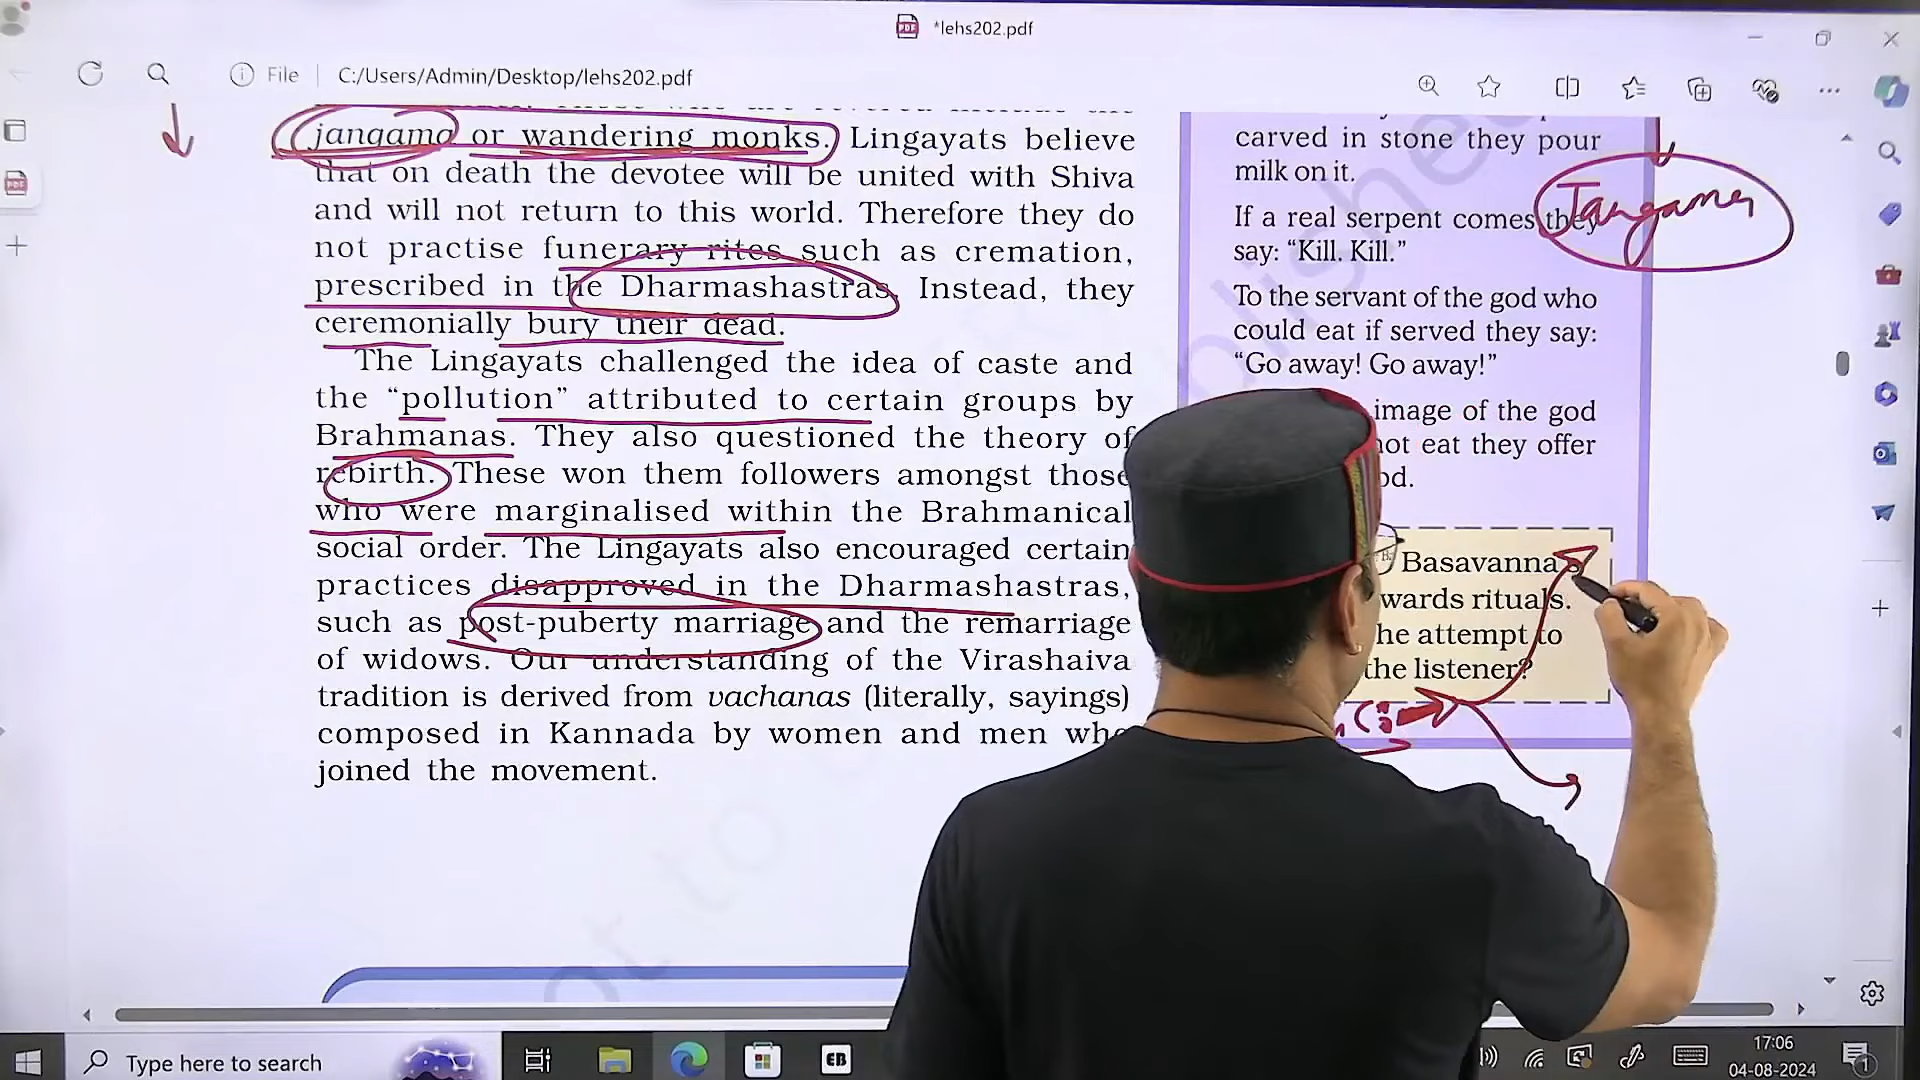 *lehs202.pdf
File
C:/Users/Admin/Desktop/lehs202.pdf
jangama or wandering monks. Lingayats believe
that on death the devotee will be united with Shiva
and will not return to this world. Therefore they do
not practise funerary rites such as cremation,
prescribed in the Dharmashastras. Instead, they
ceremonially bury their dead.
The Lingayats challenged the idea of caste and
the “pollution” attributed to certain groups by
Brahmanas. They also questioned the theory of
rebirth. These won them followers amongst those
who were marginalised within the Brahmanical
social order. The Lingayats also encouraged certain
practices disapproved in the Dharmashastras,
such as post-puberty marriage and the remarriage
of widows. Our understanding of the Virashaiva
tradition is derived from vachanas (literally, sayings)
composed in Kannada by women and men who
joined the movement.
carved in stone they pour
milk on it.
If a real serpent comes they
say: “Kill. Kill.”
To the servant of the god who
could eat if served they say:
“Go away! Go away!”
image of the god
not eat they offer
Jangama
Basavanna's
wards rituals.
he attempt to
the listener?
Type here to search
17:06
04-08-2024